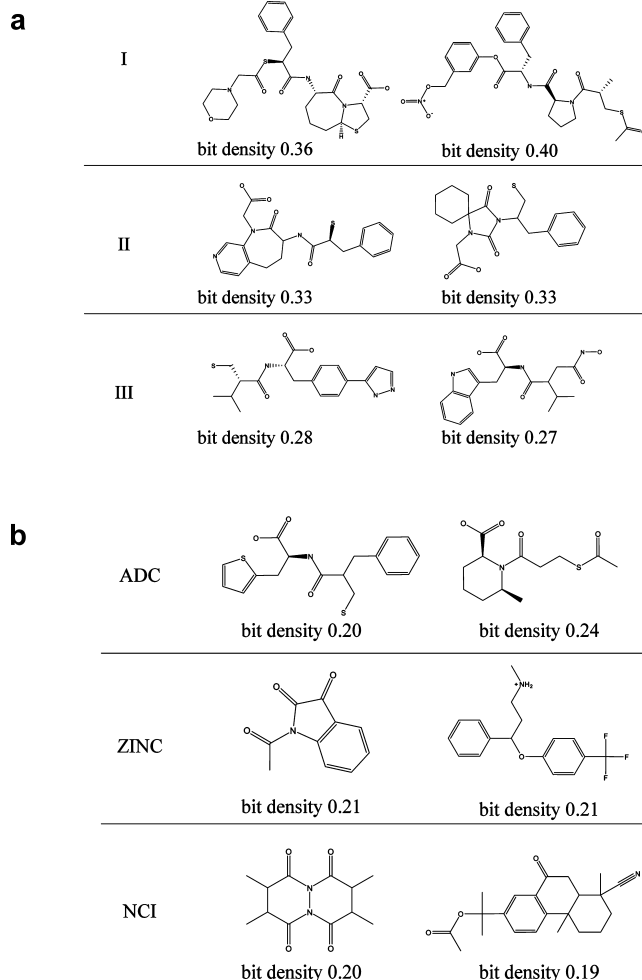 a
I
bit density 0.36
bit density 0.40
II
bit density 0.33
bit density 0.33
III
bit density 0.28
bit density 0.27
b
ADC
bit density 0.20
bit density 0.24
ZINC
bit density 0.21
bit density 0.21
NCI
bit density 0.20
bit density 0.19